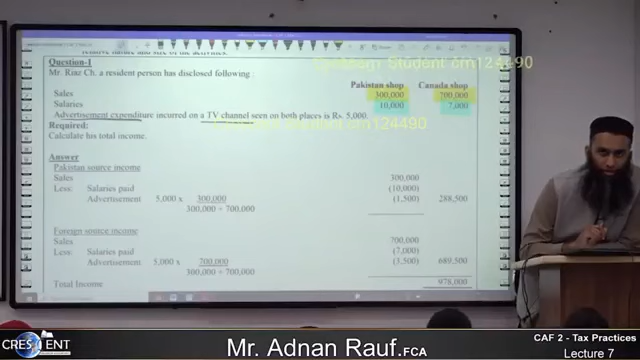 Question-1
Mr. Riaz Ch. a resident person has disclosed following :
Pakistan shop Canada shop
Sales 300,000 700,000
Salaries 10,000 7,000
Advertisement expenditure incurred on a TV channel seen on both places is Rs. 5,000.
Required:
Calculate his total income.
Answer
Pakistan source income
Sales 300,000
Less: Salaries paid (10,000)
Advertisement 5,000 x 300,000 (1,500) 288,500
300,000 + 700,000
Foreign source income
Sales 700,000
Less: Salaries paid (7,000)
Advertisement 5,000 x 700,000 (3,500) 689,500
300,000 + 700,000
Total Income 978,000
CRESCENT
Mr. Adnan Rauf.FCA
CAF 2 - Tax Practices
Lecture 7